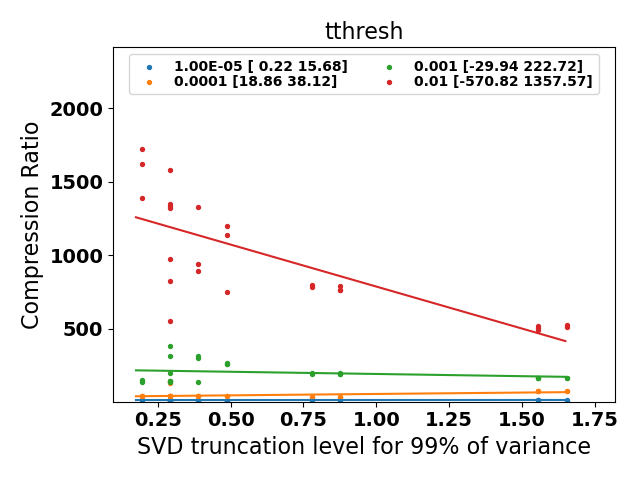 tthresh
1.00E-05 [ 0.22 15.68]
0.0001 [18.86 38.12]
0.001 [-29.94 222.72]
0.01 [-570.82 1357.57]
Compression Ratio
2000
1500
1000
500
0.25 0.50 0.75 1.00 1.25 1.50 1.75
SVD truncation level for 99% of variance